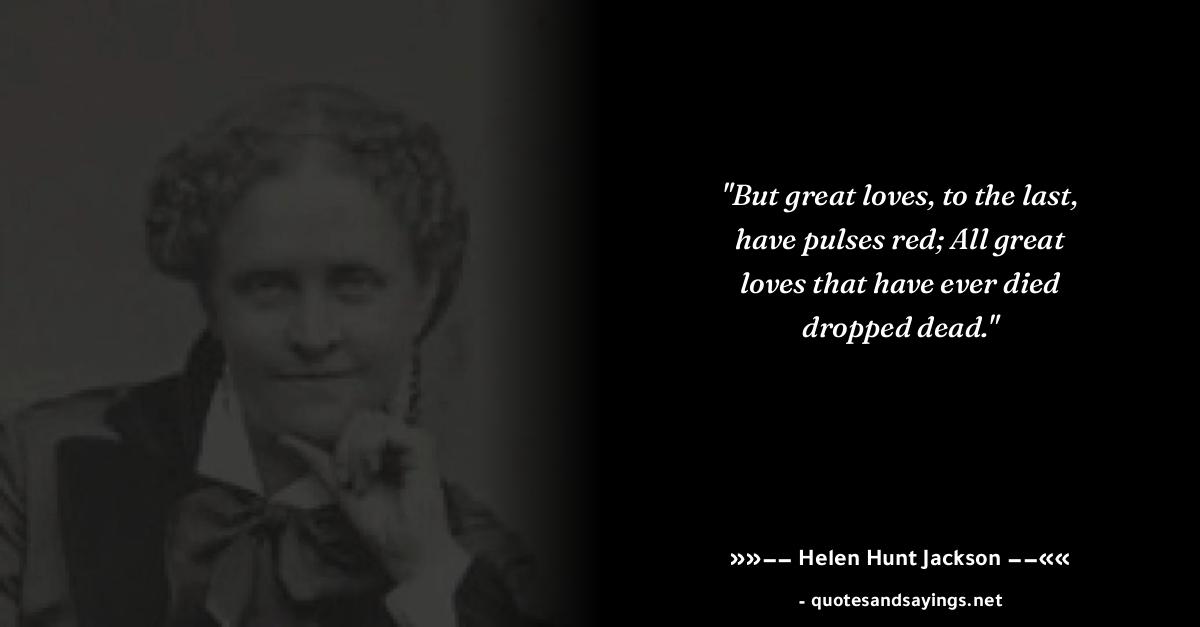 "But great loves, to the last,
have pulses red; All great
loves that have ever died
dropped dead."
»»−− Helen Hunt Jackson −−««
- quotesandsayings.net